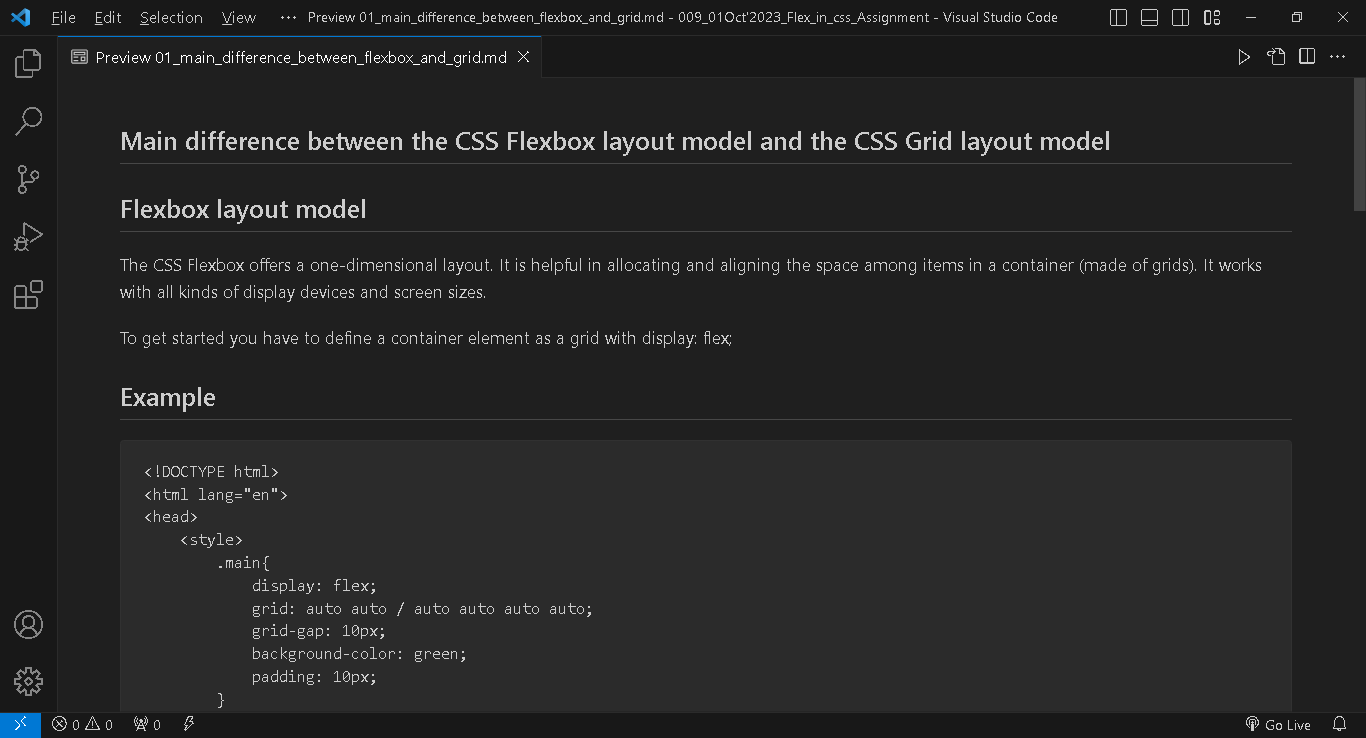 File Edit Selection View ··· Preview 01_main_difference_between_flexbox_and_grid.md - 009_01Oct'2023_Flex_in_css_Assignment - Visual Studio Code
Preview 01_main_difference_between_flexbox_and_grid.md
Main difference between the CSS Flexbox layout model and the CSS Grid layout model
Flexbox layout model
The CSS Flexbox offers a one-dimensional layout. It is helpful in allocating and aligning the space among items in a container (made of grids). It works
with all kinds of display devices and screen sizes.
To get started you have to define a container element as a grid with display: flex;
Example
<!DOCTYPE html>
<html lang="en">
<head>
<style>
.main{
display: flex;
grid: auto auto / auto auto auto auto;
grid-gap: 10px;
background-color: green;
padding: 10px;
}
0 0 0 Go Live